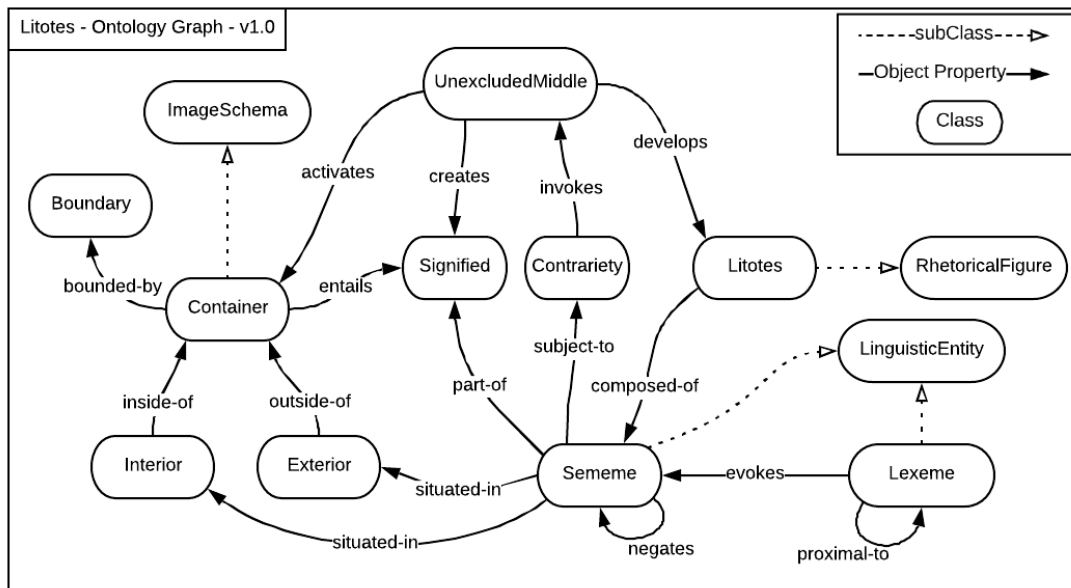 Litotes - Ontology Graph - v1.0
subClass
Object Property
Class
UnexcludedMiddle
ImageSchema
activates
creates
invokes
develops
Boundary
bounded-by
Container
entails
Signified
Contrariety
Litotes
RhetoricalFigure
subject-to
LinguisticEntity
inside-of
outside-of
part-of
composed-of
Interior
Exterior
situated-in
Sememe
evokes
Lexeme
situated-in
negates
proximal-to